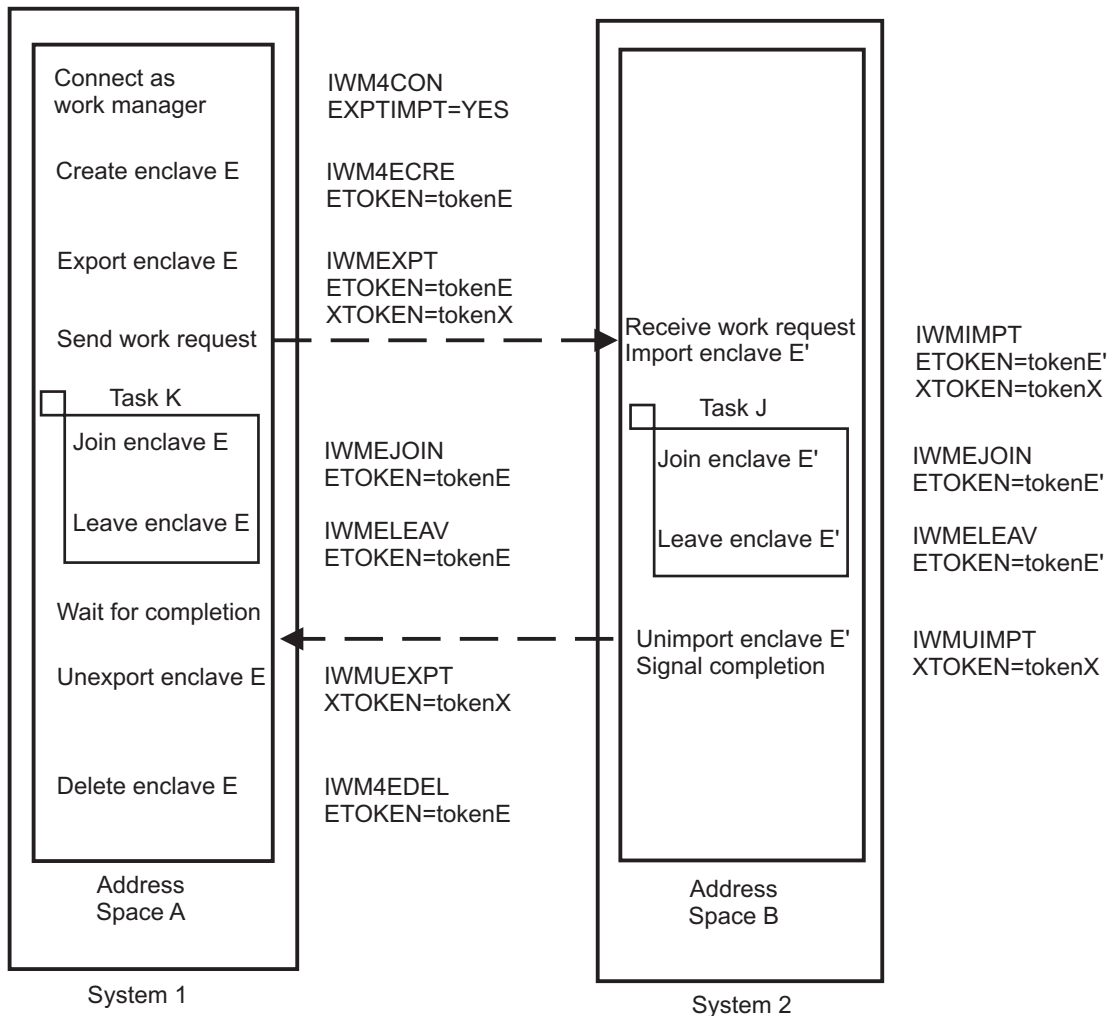 Connect as
work manager
IWM4CON
EXPTIMPT=YES
Create enclave E
IWM4ECRE
ETOKEN=tokenE
Export enclave E
IWMEXPT
ETOKEN=tokenE
XTOKEN=tokenX
Send work request
Receive work request
Import enclave E'
IWMIMPT
ETOKEN=tokenE'
XTOKEN=tokenX
Task K
Join enclave E
IWMEJOIN
ETOKEN=tokenE
Leave enclave E
IWMELEAV
ETOKEN=tokenE
Task J
Join enclave E'
IWMEJOIN
ETOKEN=tokenE'
Leave enclave E'
IWMELEAV
ETOKEN=tokenE'
Wait for completion
Unimport enclave E'
Signal completion
IWMUIMPT
XTOKEN=tokenX
Unexport enclave E
IWMUEXPT
XTOKEN=tokenX
Delete enclave E
IWM4EDEL
ETOKEN=tokenE
Address
Space A
Address
Space B
System 1
System 2